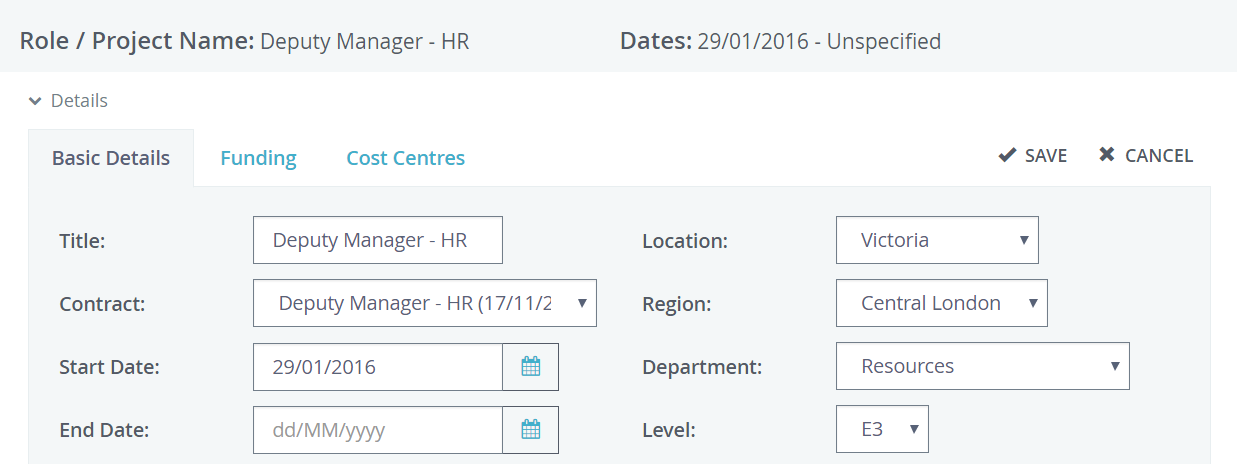 Role / Project Name: Deputy Manager - HR Dates: 29/01/2016 - Unspecified
Details
Basic Details Funding Cost Centres SAVE CANCEL
Title: Deputy Manager - HR Location: Victoria
Contract: Deputy Manager - HR (17/11/2 Region: Central London
Start Date: 29/01/2016 Department: Resources
End Date: dd/MM/yyyy Level: E3